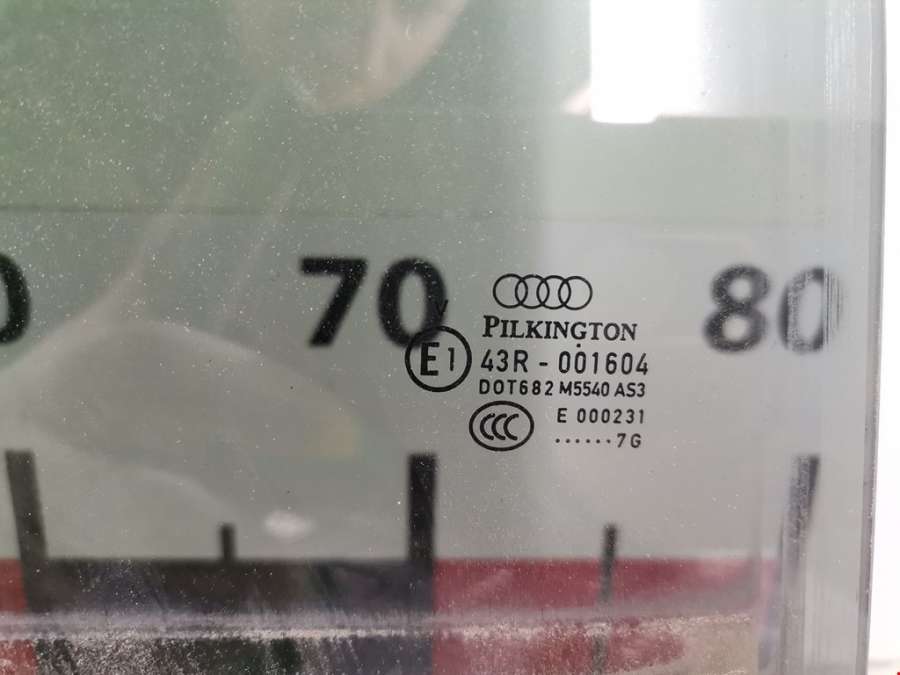 70
80
PILKINGTON
E1 43R - 001604
DOT682 M5540 AS3
CCC E 000231
......7G